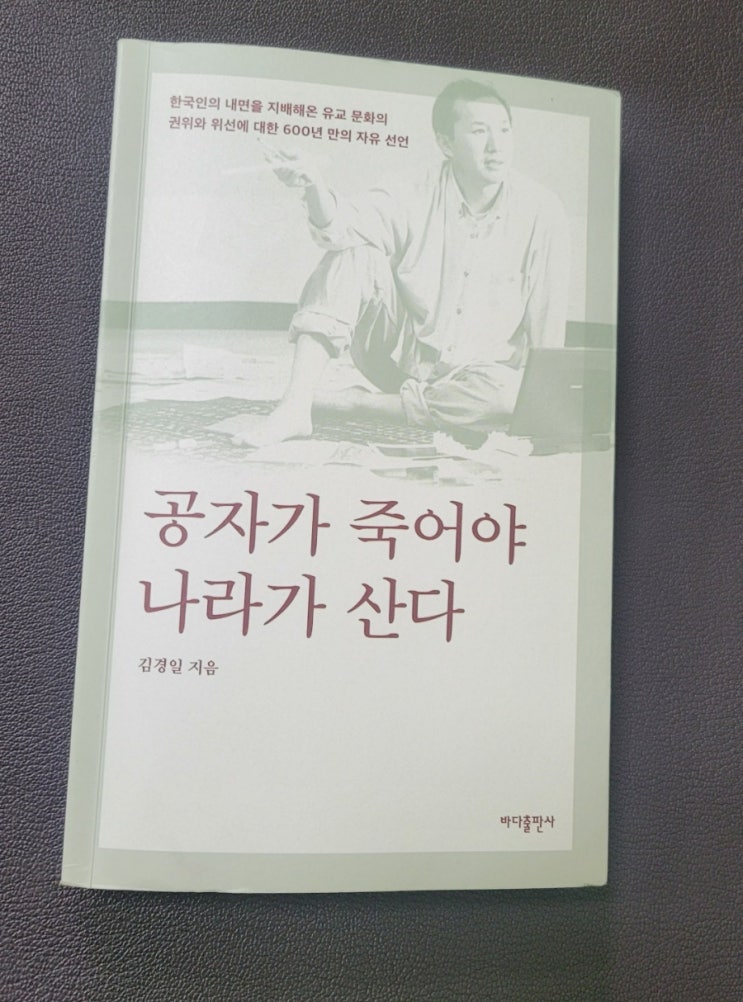 한국인의 내면을 지배해온 유교 문화의
권위와 위선에 대한 600년 만의 자유 선언
공자가 죽어야
나라가 산다
김경일 지음
바다출판사